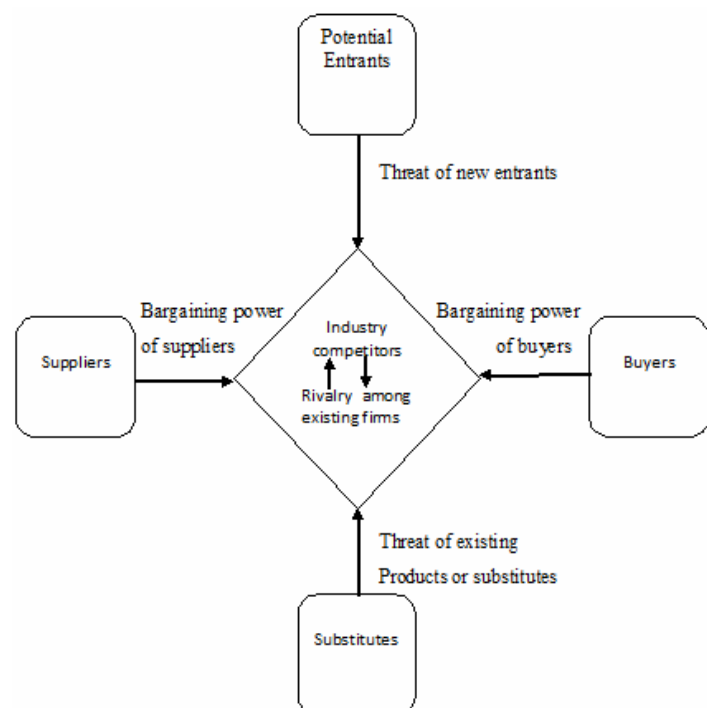 Potential
Entrants
Threat of new entrants
Bargaining power
of suppliers
Bargaining power
of buyers
Suppliers
Industry
competitors
Rivalry among
existing firms
Buyers
Threat of existing
Products or substitutes
Substitutes